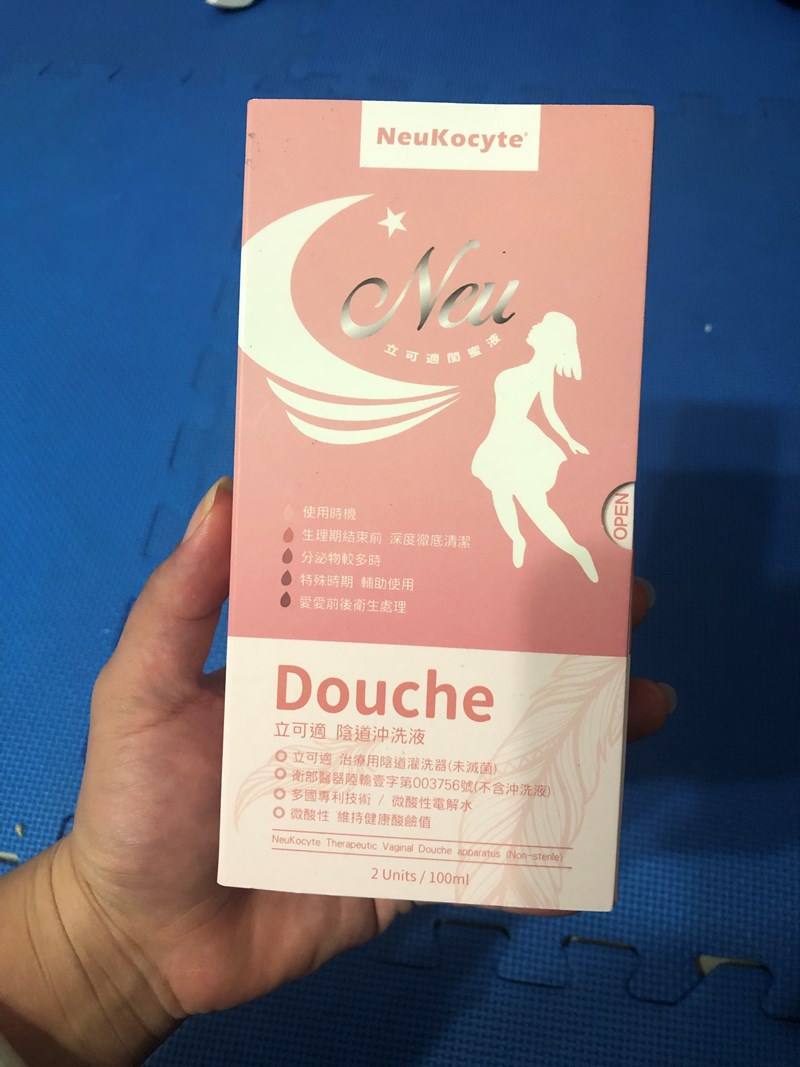 NeuKocyte®
Neu
立可適閨蜜液
使用時機
生理期結束前 深度徹底清潔
分泌物較多時
特殊時期 輔助使用
愛愛前後衛生處理
OPEN
Douche
立可適 陰道沖洗液
立可適 治療用陰道灌洗器(未滅菌)
衛部醫器陸輸壹字第003756號(不含沖洗液)
多國專利技術 / 微酸性電解水
微酸性 維持健康酸鹼值
NeuKocyte Therapeutic Vaginal Douche apparatus (Non-sterile)
2 Units / 100ml